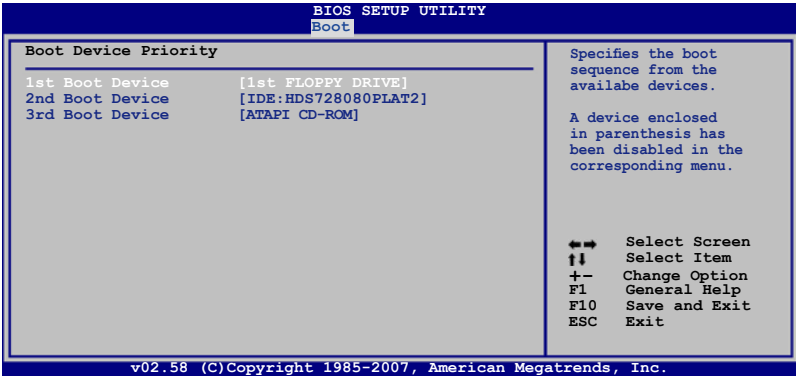 BIOS SETUP UTILITY
Boot
Boot Device Priority
1st Boot Device [1st FLOPPY DRIVE]
2nd Boot Device [IDE:HDS728080PLAT2]
3rd Boot Device [ATAPI CD-ROM]
Specifies the boot
sequence from the
availabe devices.
A device enclosed
in parenthesis has
been disabled in the
corresponding menu.
←→ Select Screen
↑↓ Select Item
+- Change Option
F1 General Help
F10 Save and Exit
ESC Exit
v02.58 (C)Copyright 1985-2007, American Megatrends, Inc.